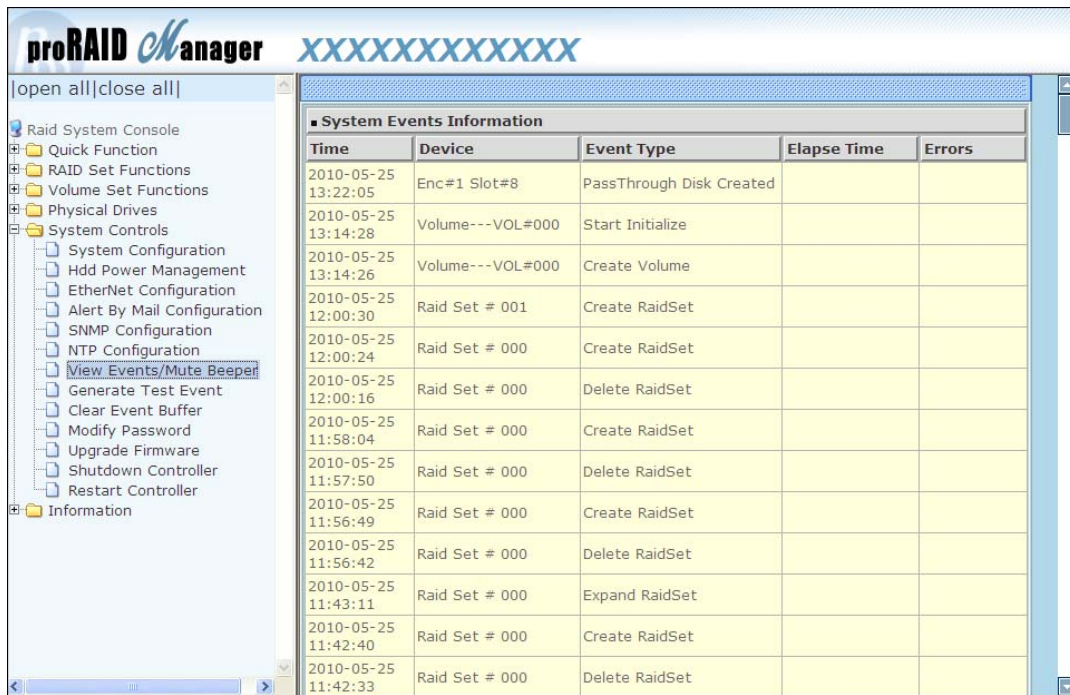 proRAID Manager XXXXXXXXXXXX
|open all|close all|
Raid System Console
Quick Function
RAID Set Functions
Volume Set Functions
Physical Drives
System Controls
System Configuration
Hdd Power Management
EtherNet Configuration
Alert By Mail Configuration
SNMP Configuration
NTP Configuration
View Events/Mute Beeper
Generate Test Event
Clear Event Buffer
Modify Password
Upgrade Firmware
Shutdown Controller
Restart Controller
Information
System Events Information
Time Device Event Type Elapse Time Errors
2010-05-25 13:22:05 Enc#1 Slot#8 PassThrough Disk Created
2010-05-25 13:14:28 Volume---VOL#000 Start Initialize
2010-05-25 13:14:26 Volume---VOL#000 Create Volume
2010-05-25 12:00:30 Raid Set # 001 Create RaidSet
2010-05-25 12:00:24 Raid Set # 000 Create RaidSet
2010-05-25 12:00:16 Raid Set # 000 Delete RaidSet
2010-05-25 11:58:04 Raid Set # 000 Create RaidSet
2010-05-25 11:57:50 Raid Set # 000 Delete RaidSet
2010-05-25 11:56:49 Raid Set # 000 Create RaidSet
2010-05-25 11:56:42 Raid Set # 000 Delete RaidSet
2010-05-25 11:43:11 Raid Set # 000 Expand RaidSet
2010-05-25 11:42:40 Raid Set # 000 Create RaidSet
2010-05-25 11:42:33 Raid Set # 000 Delete RaidSet